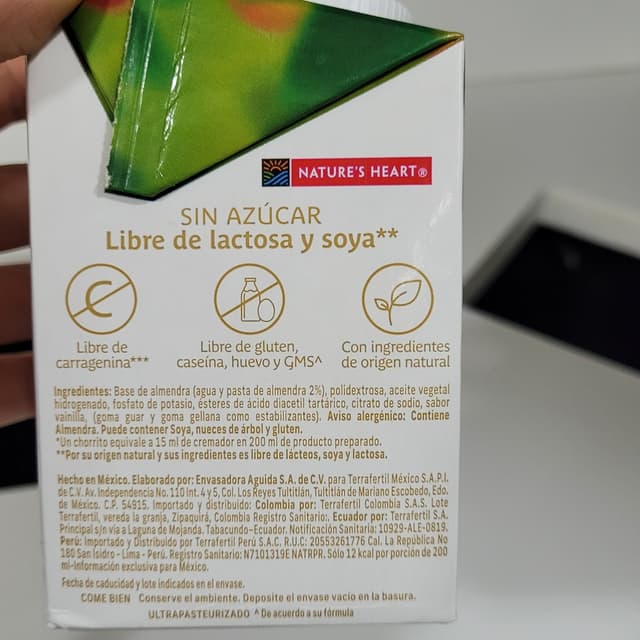 NATURE'S HEART®
SIN AZÚCAR
Libre de lactosa y soya**
Libre de
carragenina***
Libre de gluten,
caseína, huevo y GMS^
Con ingredientes
de origen natural
Ingredientes: Base de almendra (agua y pasta de almendra 2%), polidextrosa, aceite vegetal
hidrogenado, fosfato de potasio, ésteres de ácido diacetil tartárico, citrato de sodio, sabor
vainilla, (goma guar y goma gellana como estabilizantes). Aviso alergénico: Contiene
Almendra. Puede contener Soya, nueces de árbol y gluten.
*Un chorrito equivale a 15 ml de cremador en 200 ml de producto preparado.
**Por su origen natural y sus ingredientes es libre de lácteos, soya y lactosa.
Hecho en México. Elaborado por: Envasadora Aguida S.A. de C.V. para Terrafertil México S.A.P.I.
de C.V. Av. Independencia No. 110 Int. 4 y 5, Col. Los Reyes Tultitlán, Tultitlán de Mariano Escobedo, Edo.
de México. C.P. 54915. Importado y distribuido: Colombia por: Terrafertil Colombia S.A.S. Lote
Terrafertil, vereda la granja, Zipaquirá, Colombia Registro Sanitario: Ecuador por: Terrafertil S.A.
Principal s/n vía a Laguna de Mojanda. Tabacundo-Ecuador. Notificación Sanitaria: 10929-ALE-0819.
Perú: Importado y Distribuido por Terrafertil Perú S.A.C. R.U.C: 20553261776 Cal. La República No
180 San Isidro - Lima - Perú. Registro Sanitario: N7101319E NATRPR. Sólo 12 kcal por porción de 200
ml-Información exclusiva para México.
Fecha de caducidad y lote indicados en el envase.
COME BIEN Conserve el ambiente. Deposite el envase vacío en la basura.
ULTRAPASTEURIZADO ^De acuerdo a su fórmula